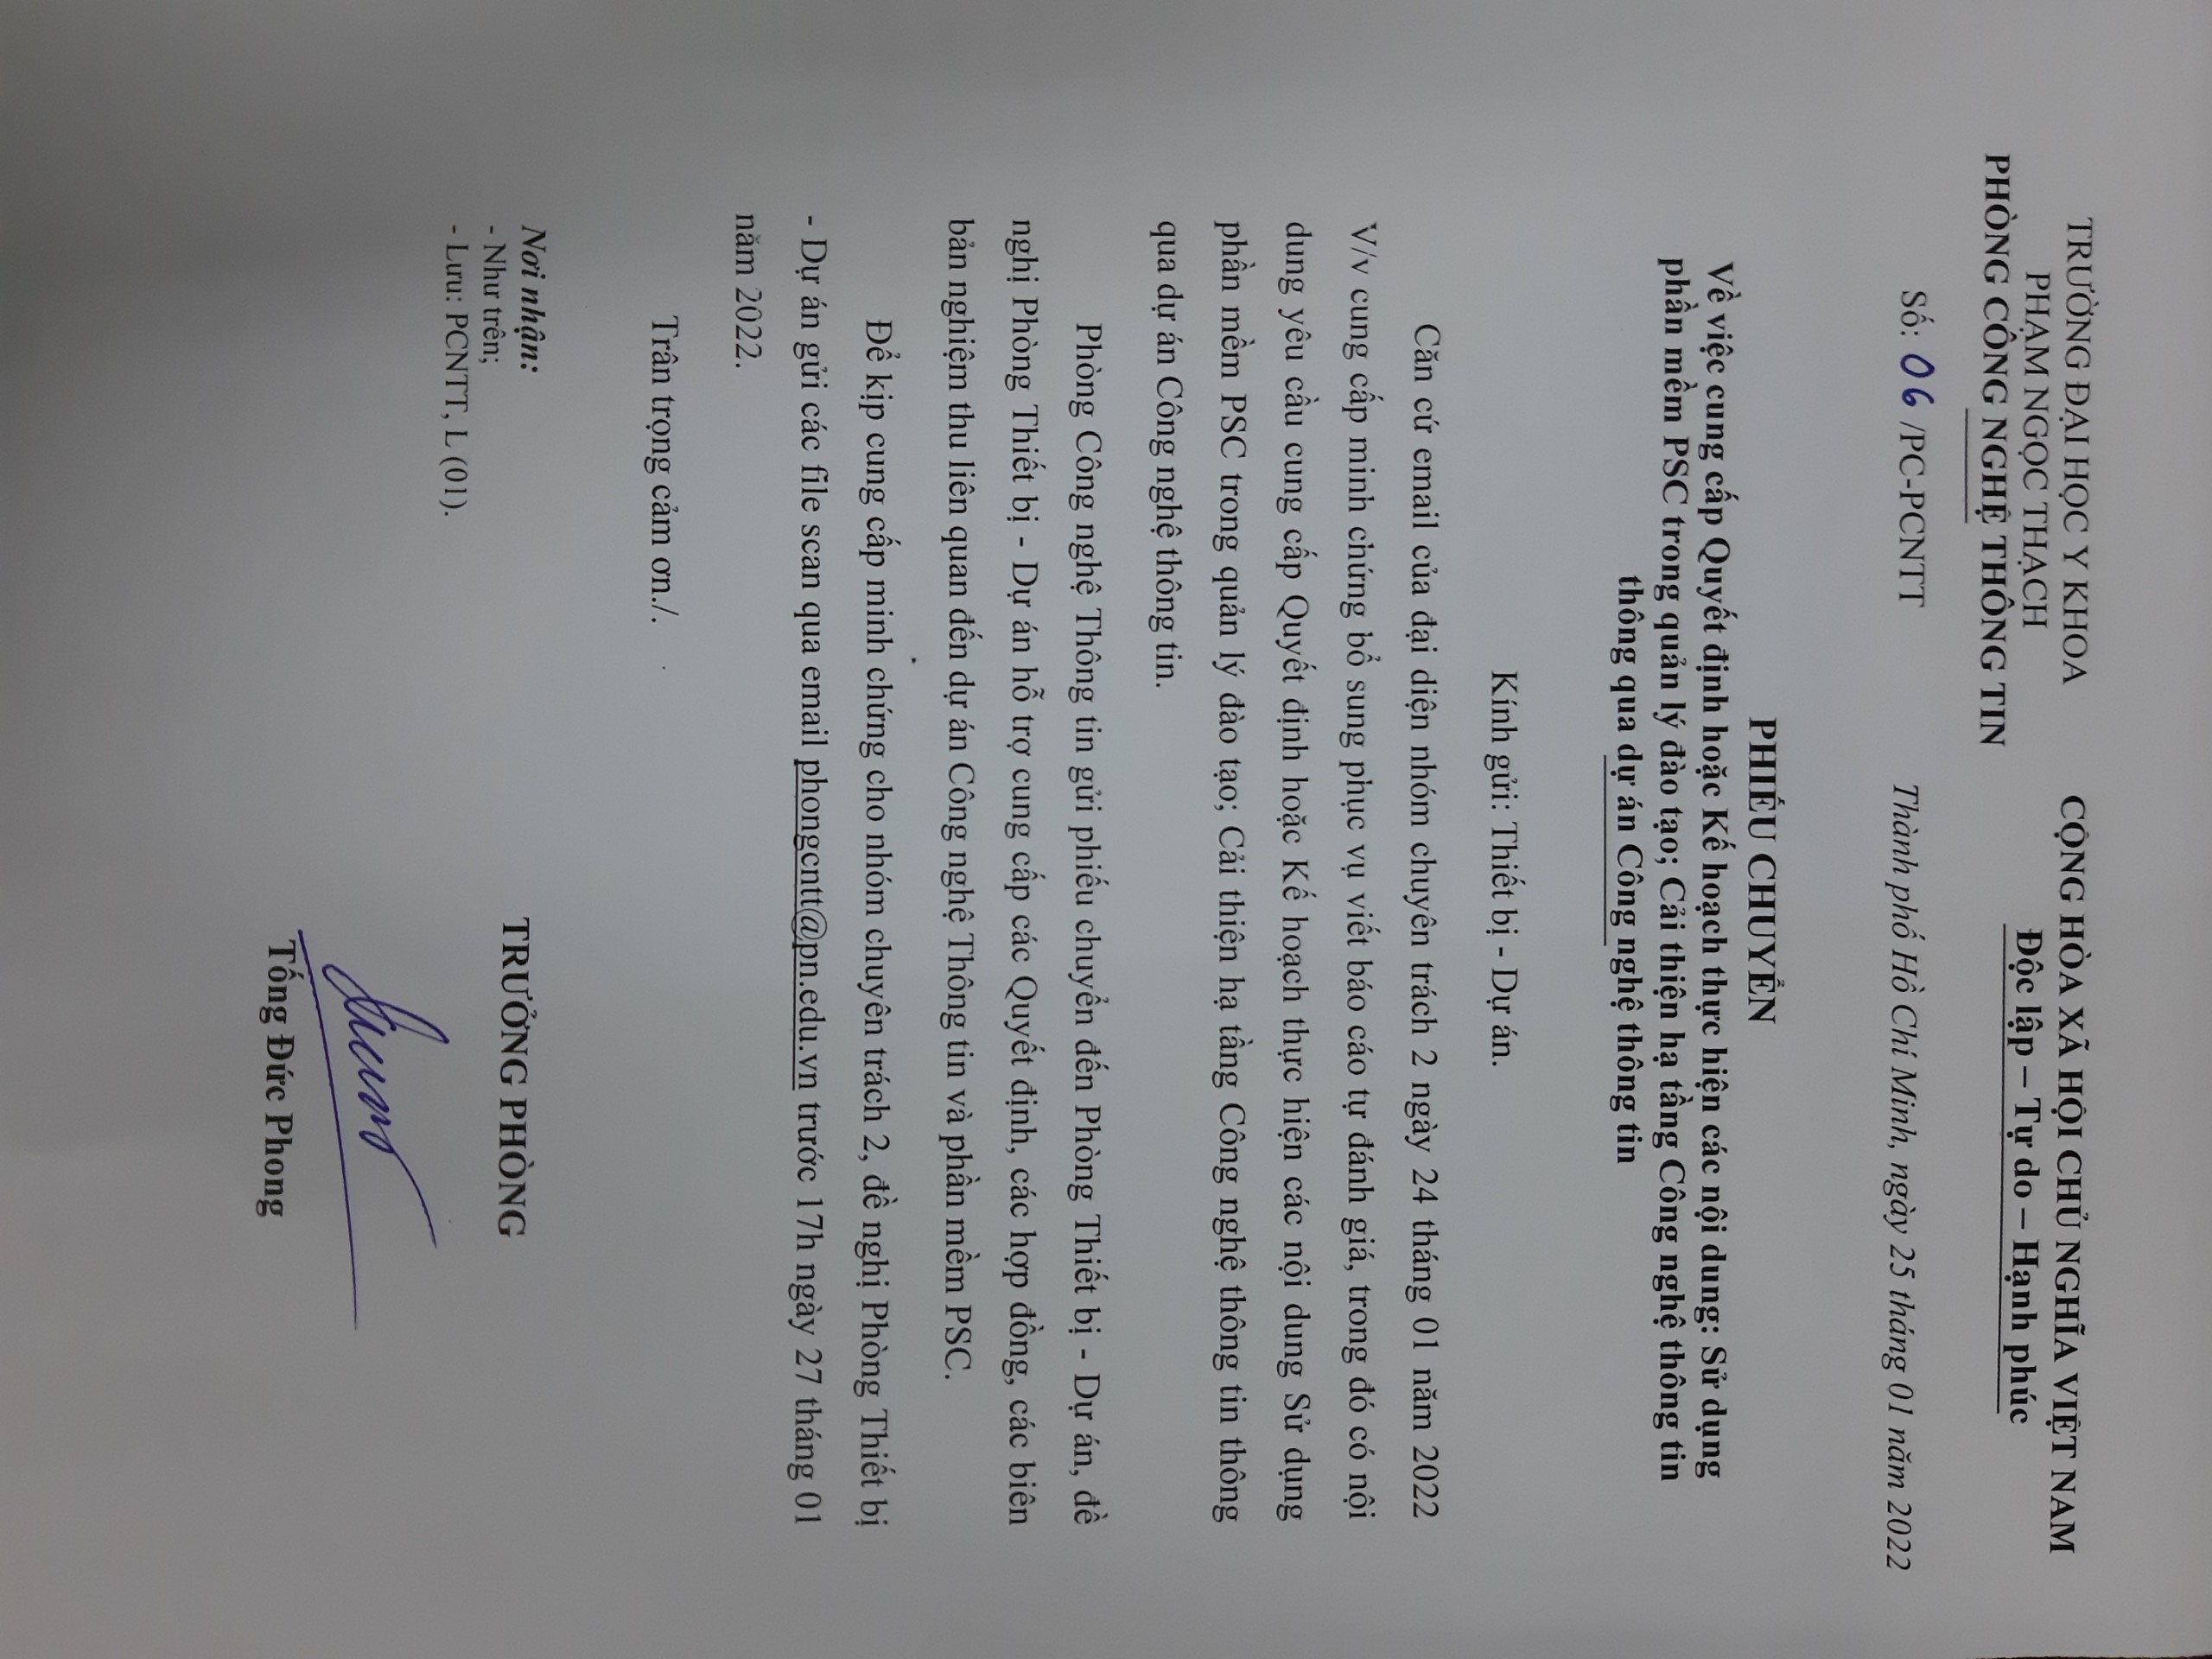 TRƯỜNG ĐẠI HỌC Y KHOA
PHẠM NGỌC THẠCH
PHÒNG CÔNG NGHỆ THÔNG TIN
Số: 06 /PC-PCNTT
CỘNG HÒA XÃ HỘI CHỦ NGHĨA VIỆT NAM
Độc lập – Tự do – Hạnh phúc
Thành phố Hồ Chí Minh, ngày 25 tháng 01 năm 2022
PHIẾU CHUYỂN
Về việc cung cấp Quyết định hoặc Kế hoạch thực hiện các nội dung: Sử dụng
phần mềm PSC trong quản lý đào tạo; Cải thiện hạ tầng Công nghệ thông tin
thông qua dự án Công nghệ thông tin
Kính gửi: Thiết bị - Dự án.
Căn cứ email của đại diện nhóm chuyên trách 2 ngày 24 tháng 01 năm 2022
V/v cung cấp minh chứng bổ sung phục vụ viết báo cáo tự đánh giá, trong đó có nội
dung yêu cầu cung cấp Quyết định hoặc Kế hoạch thực hiện các nội dung Sử dụng
phần mềm PSC trong quản lý đào tạo; Cải thiện hạ tầng Công nghệ thông tin thông
qua dự án Công nghệ thông tin.
Phòng Công nghệ Thông tin gửi phiếu chuyển đến Phòng Thiết bị - Dự án, đề
nghị Phòng Thiết bị - Dự án hỗ trợ cung cấp các Quyết định, các hợp đồng, các biên
bản nghiệm thu liên quan đến dự án Công nghệ Thông tin và phần mềm PSC.
Để kịp cung cấp minh chứng cho nhóm chuyên trách 2, đề nghị Phòng Thiết bị
- Dự án gửi các file scan qua email phongcntt@pn.edu.vn trước 17h ngày 27 tháng 01
năm 2022.
Trân trọng cảm ơn./.
Nơi nhận:
- Như trên;
- Lưu: PCNTT, L (01).
TRƯỞNG PHÒNG
Tống Đức Phong